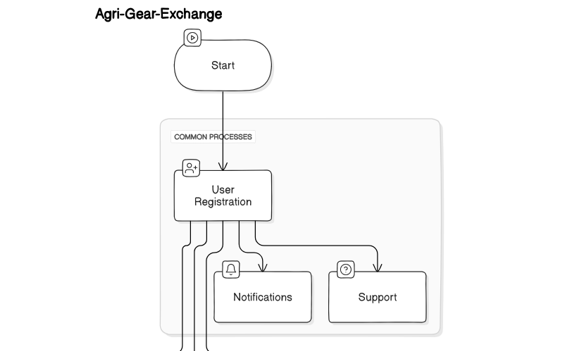 Agri-Gear-Exchange
Start
COMMON PROCESSES
User
Registration
Notifications
Support